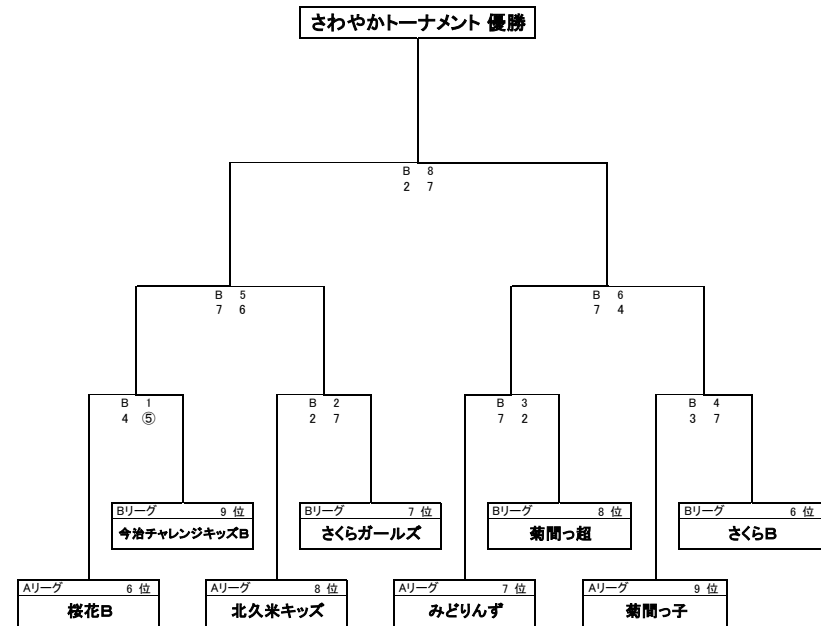 さわやかトーナメント 優勝
B 8
2 7
B 5
7 6
B 6
7 4
B 1
4 ⑤
B 2
2 7
B 3
7 2
B 4
3 7
Bリーグ 9 位
今治チャレンジキッズB
Bリーグ 7 位
さくらガールズ
Bリーグ 8 位
菊間っ超
Bリーグ 6 位
さくらB
Aリーグ 6 位
桜花B
Aリーグ 8 位
北久米キッズ
Aリーグ 7 位
みどりんず
Aリーグ 9 位
菊間っ子